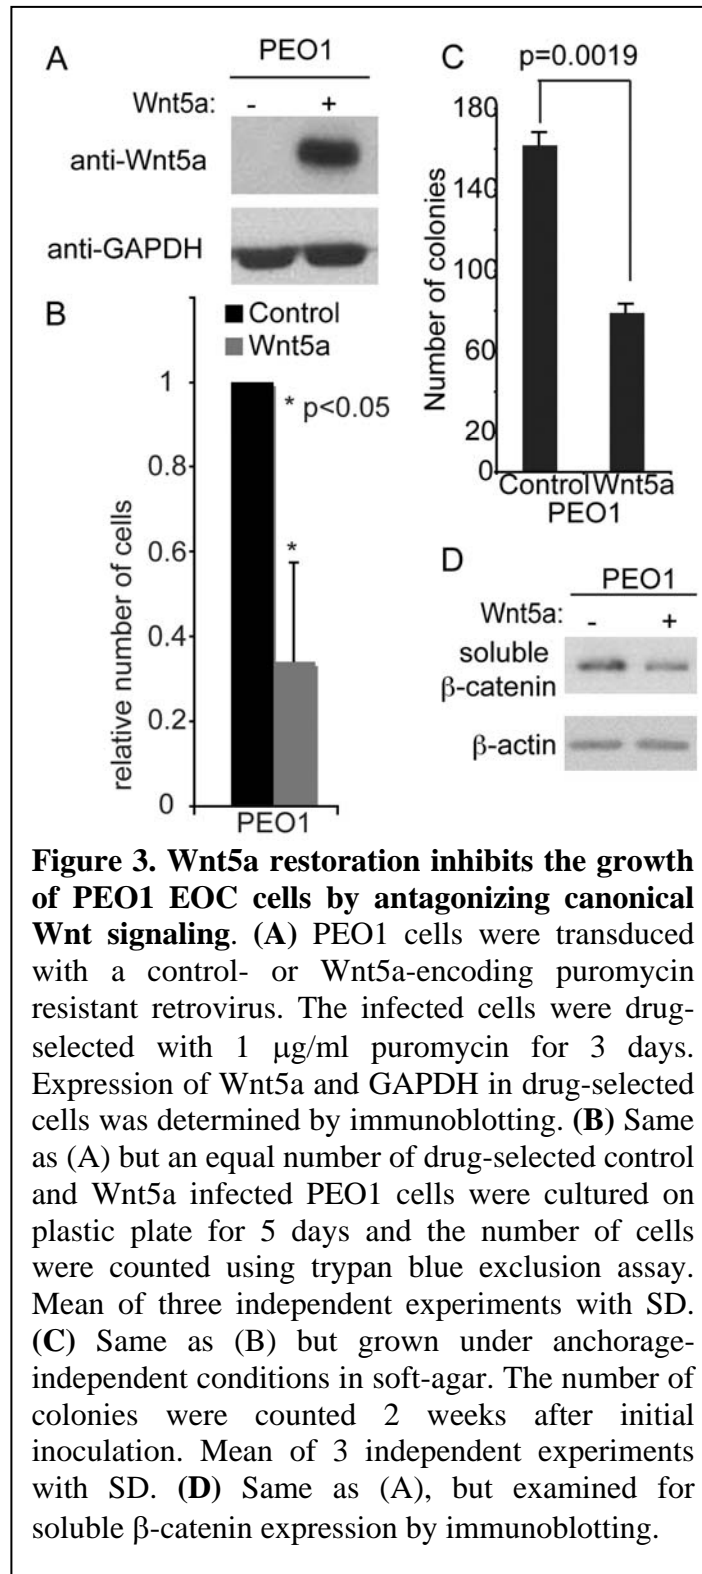 A
PEO1
Wnt5a: - +
anti-Wnt5a
anti-GAPDH
B
Control
Wnt5a
* p<0.05
*
relative number of cells
1
0.8
0.6
0.4
0.2
0
PEO1
C
p=0.0019
Number of colonies
180
140
100
80
60
20
0
Control Wnt5a
PEO1
D
PEO1
Wnt5a: - +
soluble
β-catenin
β-actin
Figure 3. Wnt5a restoration inhibits the growth
of PEO1 EOC cells by antagonizing canonical
Wnt signaling. (A) PEO1 cells were transduced
with a control- or Wnt5a-encoding puromycin
resistant retrovirus. The infected cells were drug-
selected with 1 μg/ml puromycin for 3 days.
Expression of Wnt5a and GAPDH in drug-selected
cells was determined by immunoblotting. (B) Same
as (A) but an equal number of drug-selected control
and Wnt5a infected PEO1 cells were cultured on
plastic plate for 5 days and the number of cells
were counted using trypan blue exclusion assay.
Mean of three independent experiments with SD.
(C) Same as (B) but grown under anchorage-
independent conditions in soft-agar. The number of
colonies were counted 2 weeks after initial
inoculation. Mean of 3 independent experiments
with SD. (D) Same as (A), but examined for
soluble β-catenin expression by immunoblotting.